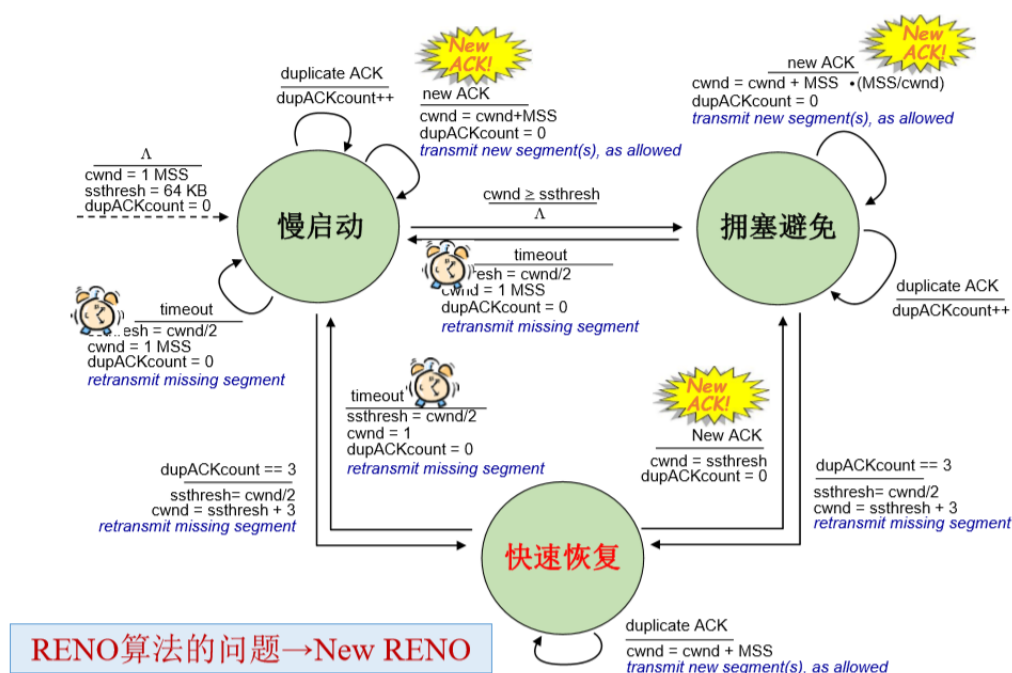 New
ACK!
duplicate ACK
dupACKcount++
new ACK
cwnd = cwnd+MSS
dupACKcount = 0
transmit new segment(s), as allowed
New
ACK!
new ACK
cwnd = cwnd + MSS •(MSS/cwnd)
dupACKcount = 0
transmit new segment(s), as allowed
Λ
cwnd = 1 MSS
ssthresh = 64 KB
dupACKcount = 0
慢启动
cwnd ≥ ssthresh
Λ
拥塞避免
timeout
resh = cwnd/2
cwnd = 1 MSS
dupACKcount = 0
retransmit missing segment
duplicate ACK
dupACKcount++
timeout
esh = cwnd/2
cwnd = 1 MSS
dupACKcount = 0
retransmit missing segment
timeout
ssthresh = cwnd/2
cwnd = 1
dupACKcount = 0
retransmit missing segment
New
ACK!
New ACK
cwnd = ssthresh
dupACKcount = 0
dupACKcount == 3
ssthresh= cwnd/2
cwnd = ssthresh + 3
retransmit missing segment
dupACKcount == 3
ssthresh= cwnd/2
cwnd = ssthresh + 3
retransmit missing segment
快速恢复
duplicate ACK
cwnd = cwnd + MSS
transmit new segment(s), as allowed
RENO算法的问题→New RENO